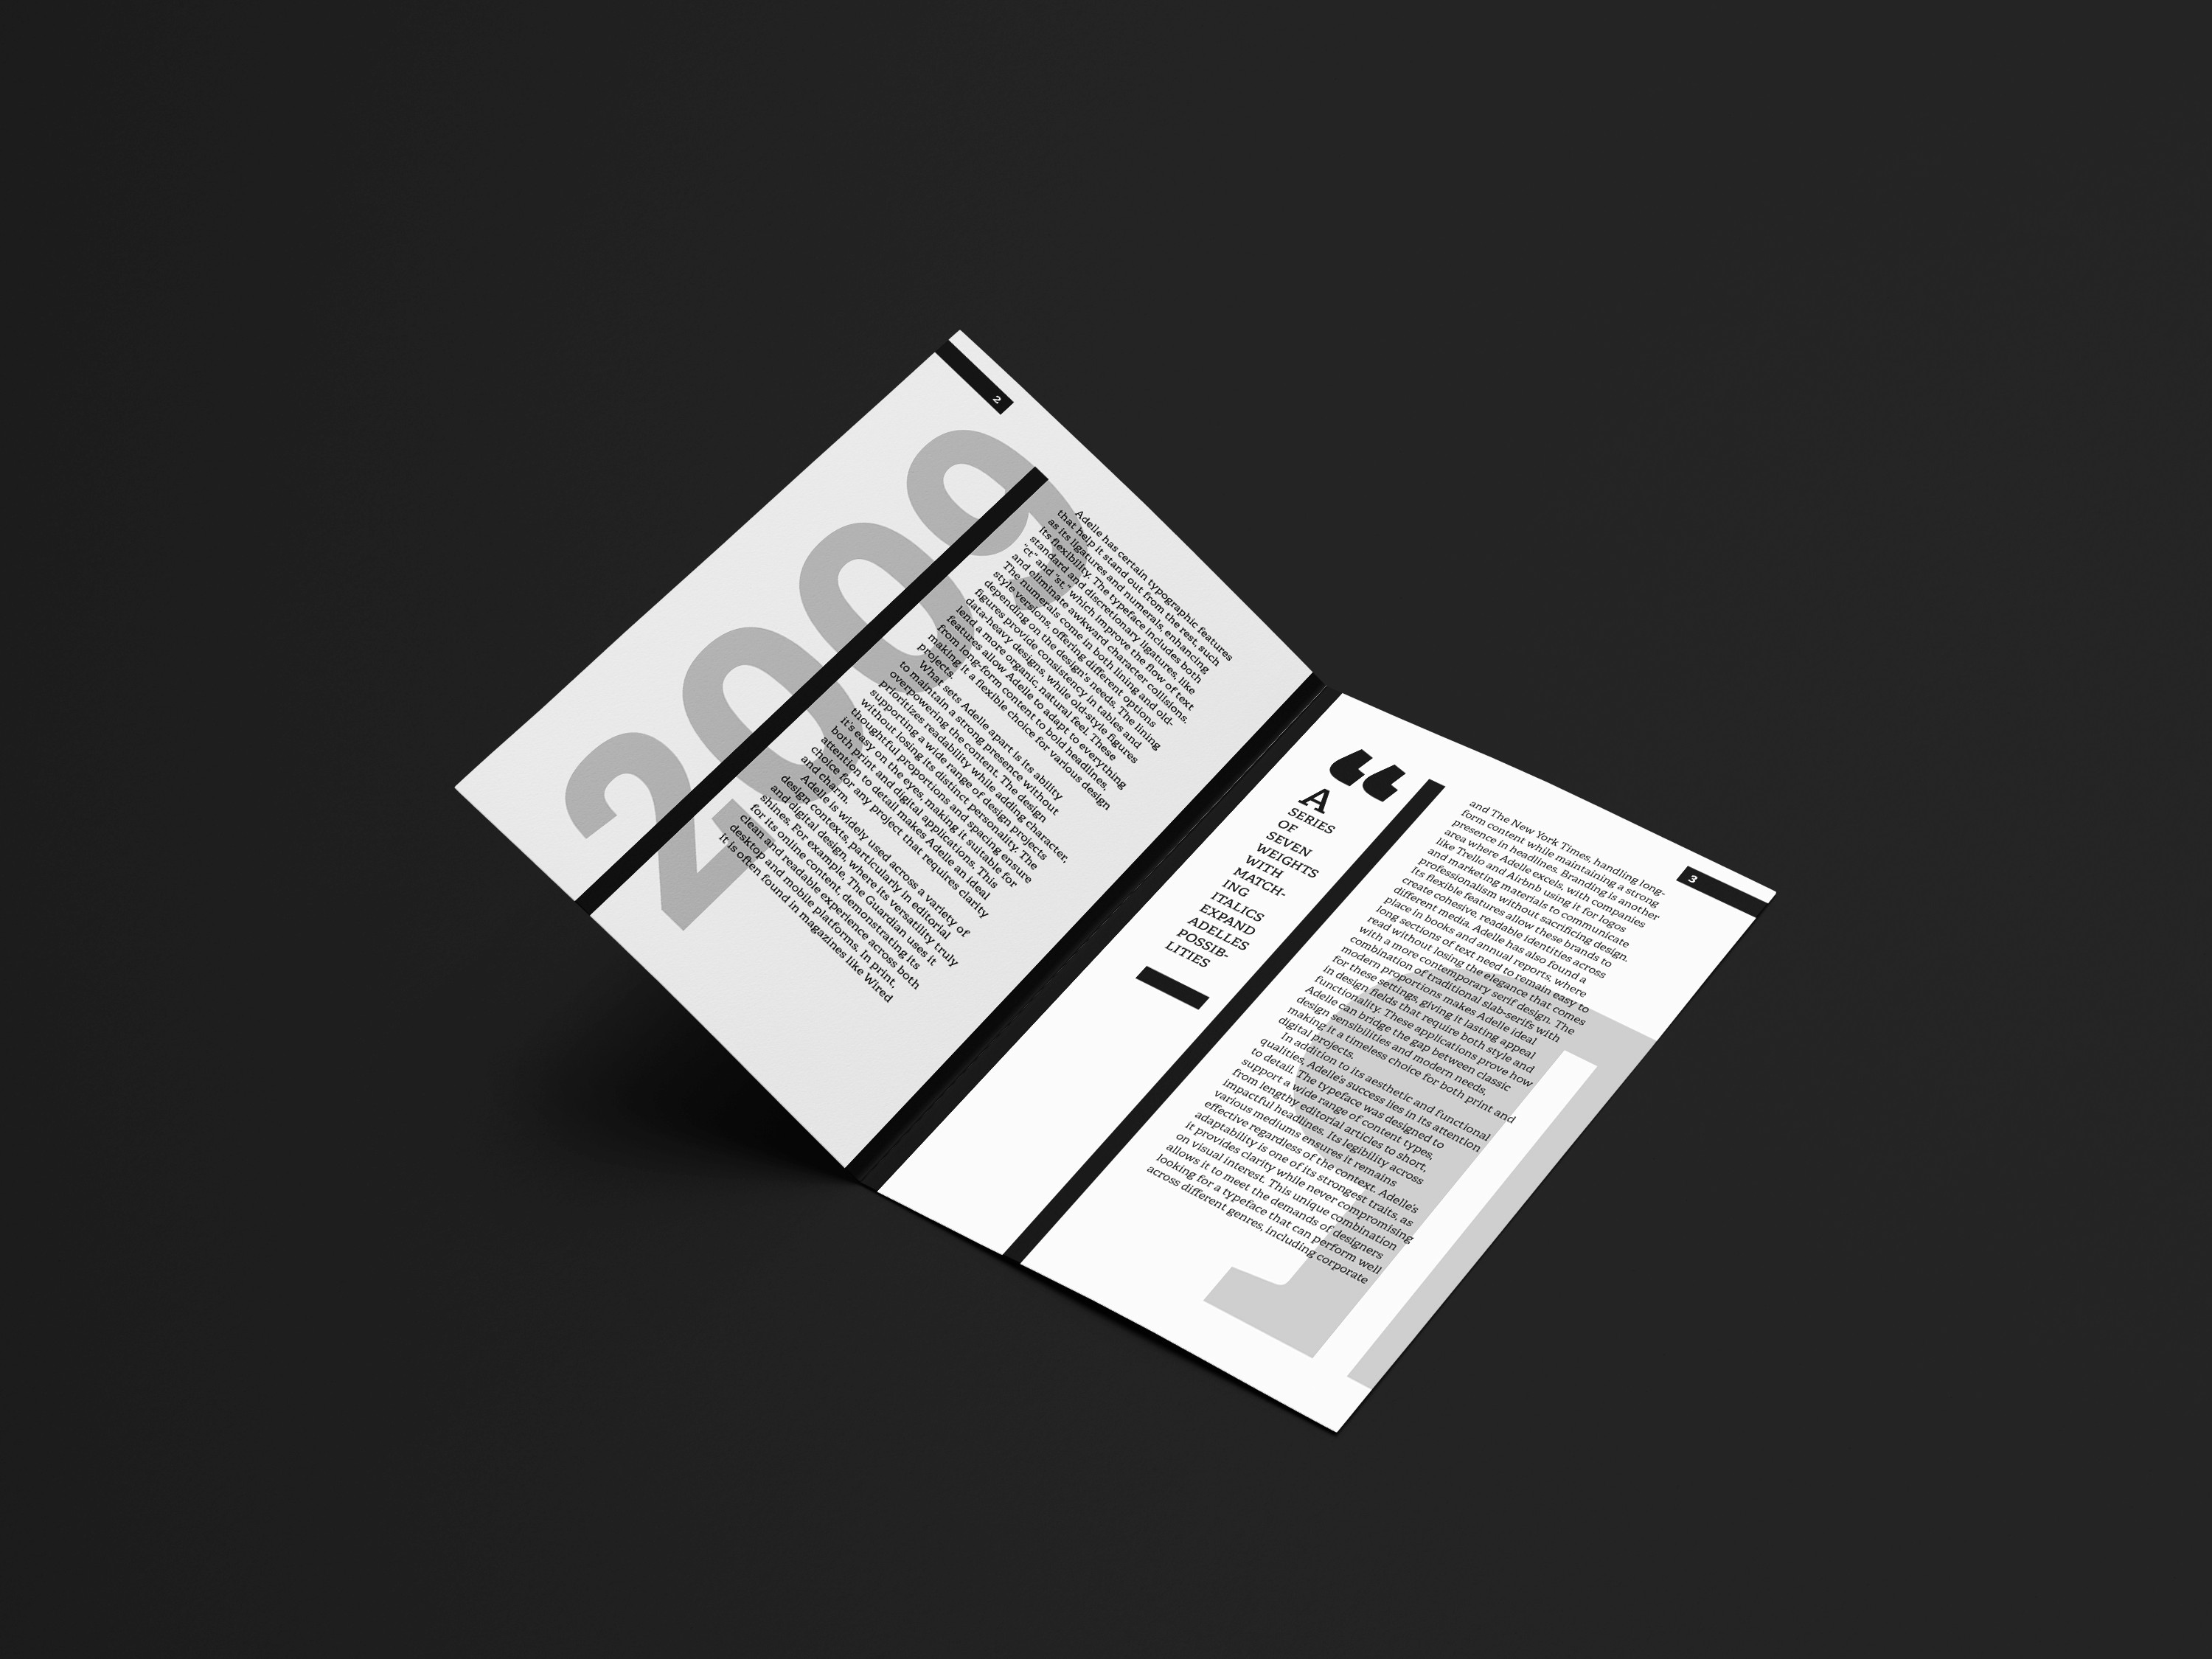 2
2009
Adelle has certain typographic features
that help it stand out from the rest, such
as its ligatures and numerals, enhancing
its flexibility. The typeface includes both
standard and discretionary ligatures, like
"ct" and "st," which improve the flow of text
and eliminate awkward character collisions.
The numerals come in both lining and old-
style versions, offering different options
depending on the design's needs. The lining
figures provide consistency in tables and
data-heavy designs, while old-style figures
lend a more organic, natural feel. These
features allow Adelle to adapt to everything
from long-form content to bold headlines,
making it a flexible choice for various design
projects.
What sets Adelle apart is its ability
to maintain a strong presence without
overpowering the content. The design
prioritizes readability while adding character,
supporting a wide range of design projects
without losing its distinct personality. The
thoughtful proportions and spacing ensure
it's easy on the eyes, making it suitable for
both print and digital applications. This
attention to detail makes Adelle an ideal
choice for any project that requires clarity
and charm.
Adelle is widely used across a variety of
design contexts, particularly in editorial
and digital design, where its versatility truly
shines. For example, The Guardian uses it
for its online content, demonstrating its
clean and readable experience across both
desktop and mobile platforms. In print,
it is often found in magazines like Wired
“
A
SERIES
OF
SEVEN
WEIGHTS
WITH
MATCH-
ING
ITALICS
EXPAND
ADELLES
POSSIB-
LITIES
3
and The New York Times, handling long-
form content while maintaining a strong
presence in headlines. Branding is another
area where Adelle excels, with companies
like Trello and Airbnb using it for logos
and marketing materials to communicate
professionalism without sacrificing design.
Its flexible features allow these brands to
create cohesive, readable identities across
different media. Adelle has also found a
place in books and annual reports, where
long sections of text need to remain easy to
read without losing the elegance that comes
with a more contemporary serif design. The
combination of traditional slab-serifs with
modern proportions makes Adelle ideal
for these settings, giving it lasting appeal
in design fields that require both style and
functionality. These applications prove how
Adelle can bridge the gap between classic
design sensibilities and modern needs,
making it a timeless choice for both print and
digital projects.
In addition to its aesthetic and functional
qualities, Adelle's success lies in its attention
to detail. The typeface was designed to
support a wide range of content types,
from lengthy editorial articles to short,
impactful headlines. Its legibility across
various mediums ensures it remains
effective regardless of the context. Adelle's
adaptability is one of its strongest traits, as
it provides clarity while never compromising
on visual interest. This unique combination
allows it to meet the demands of designers
looking for a typeface that can perform well
across different genres, including corporate